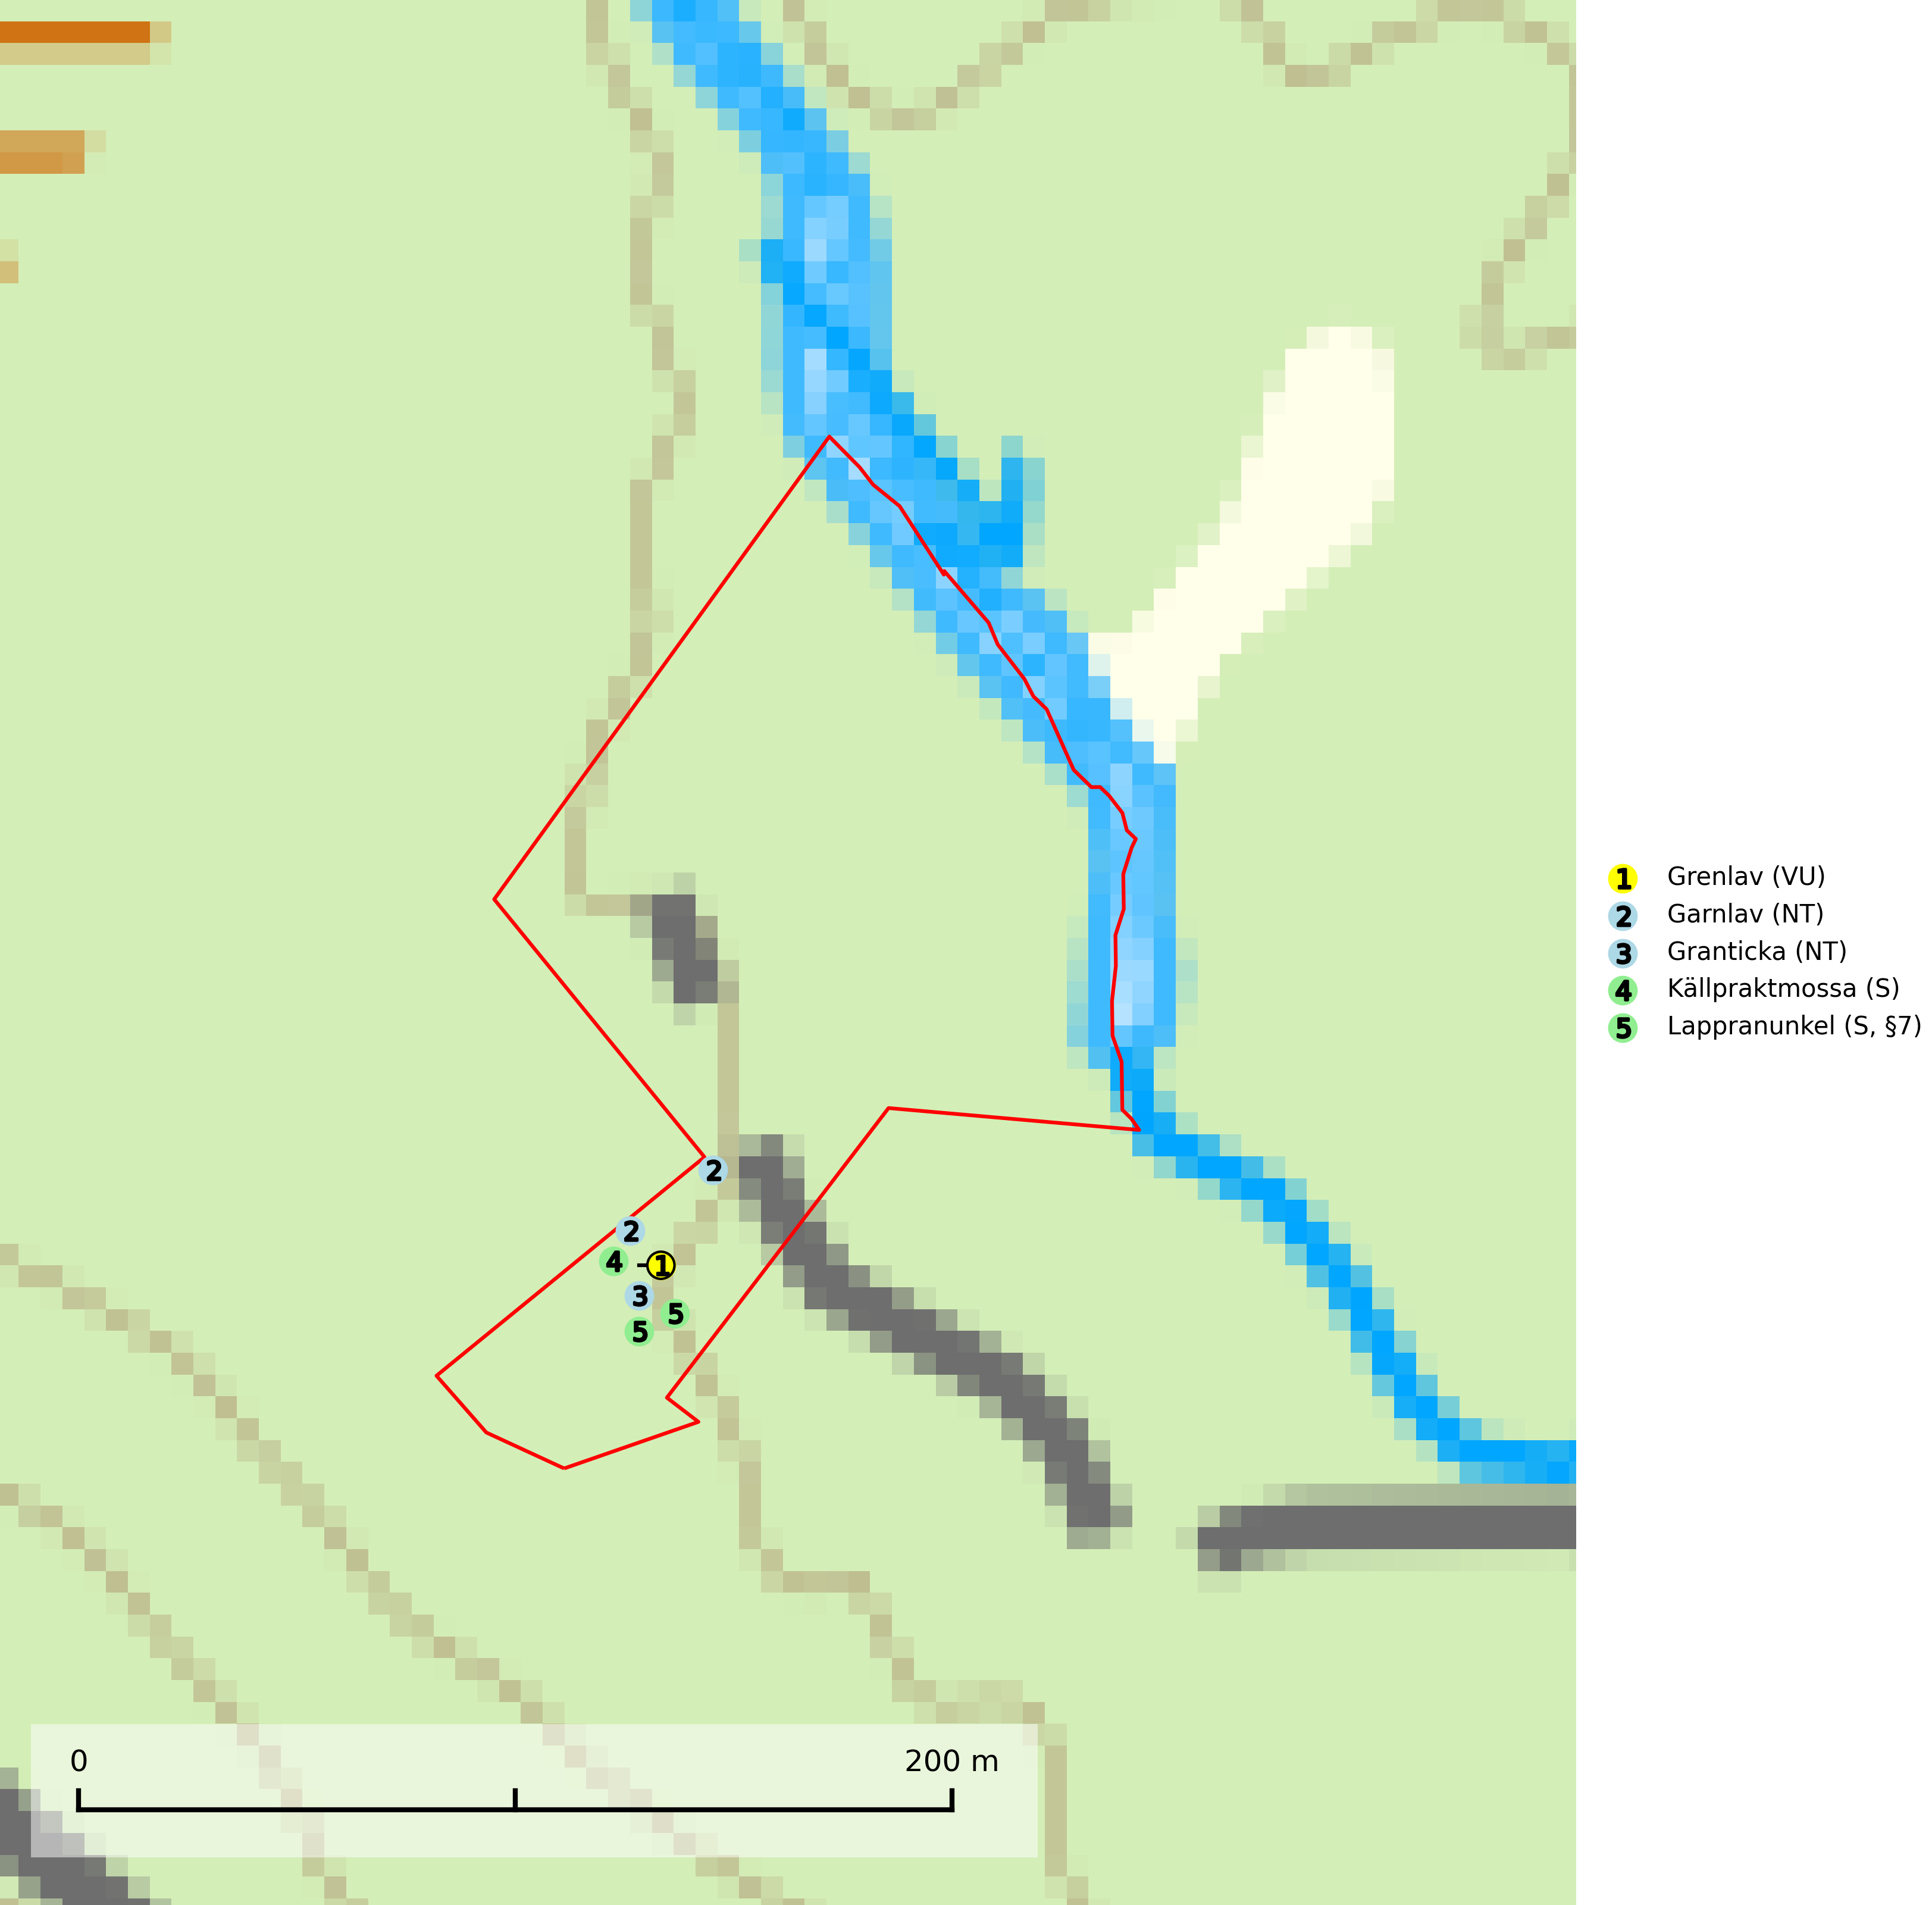 2
2
4
1
3
5
5
0
200 m
1 Grenlav (VU)
2 Garnlav (NT)
3 Granticka (NT)
4 Källpraktmossa (S)
5 Lappranunkel (S, §7)